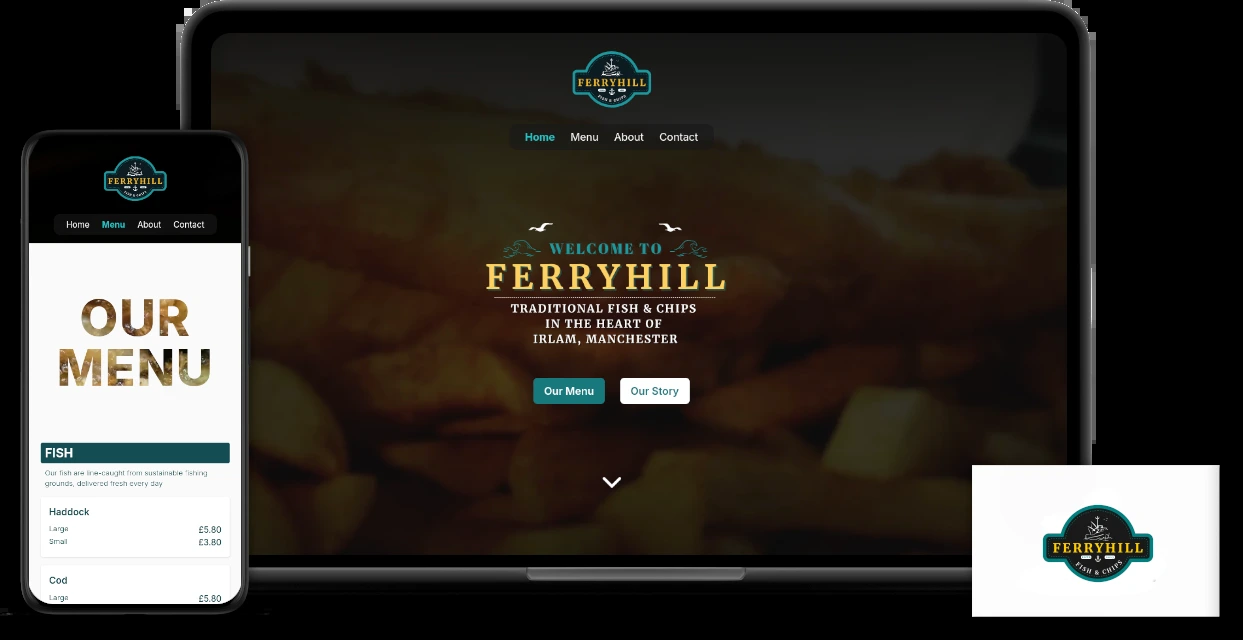 FERRYHILL
FISH & CHIPS
Home Menu About Contact
WELCOME TO
FERRYHILL
TRADITIONAL FISH & CHIPS
IN THE HEART OF
IRLAM, MANCHESTER
Our Menu Our Story
FERRYHILL
Home Menu About Contact
OUR
MENU
FISH
Our fish are line-caught from sustainable fishing
grounds, delivered fresh every day
Haddock
Large £5.80
Small £3.80
Cod
Large £5.80
FERRYHILL
FISH & CHIPS